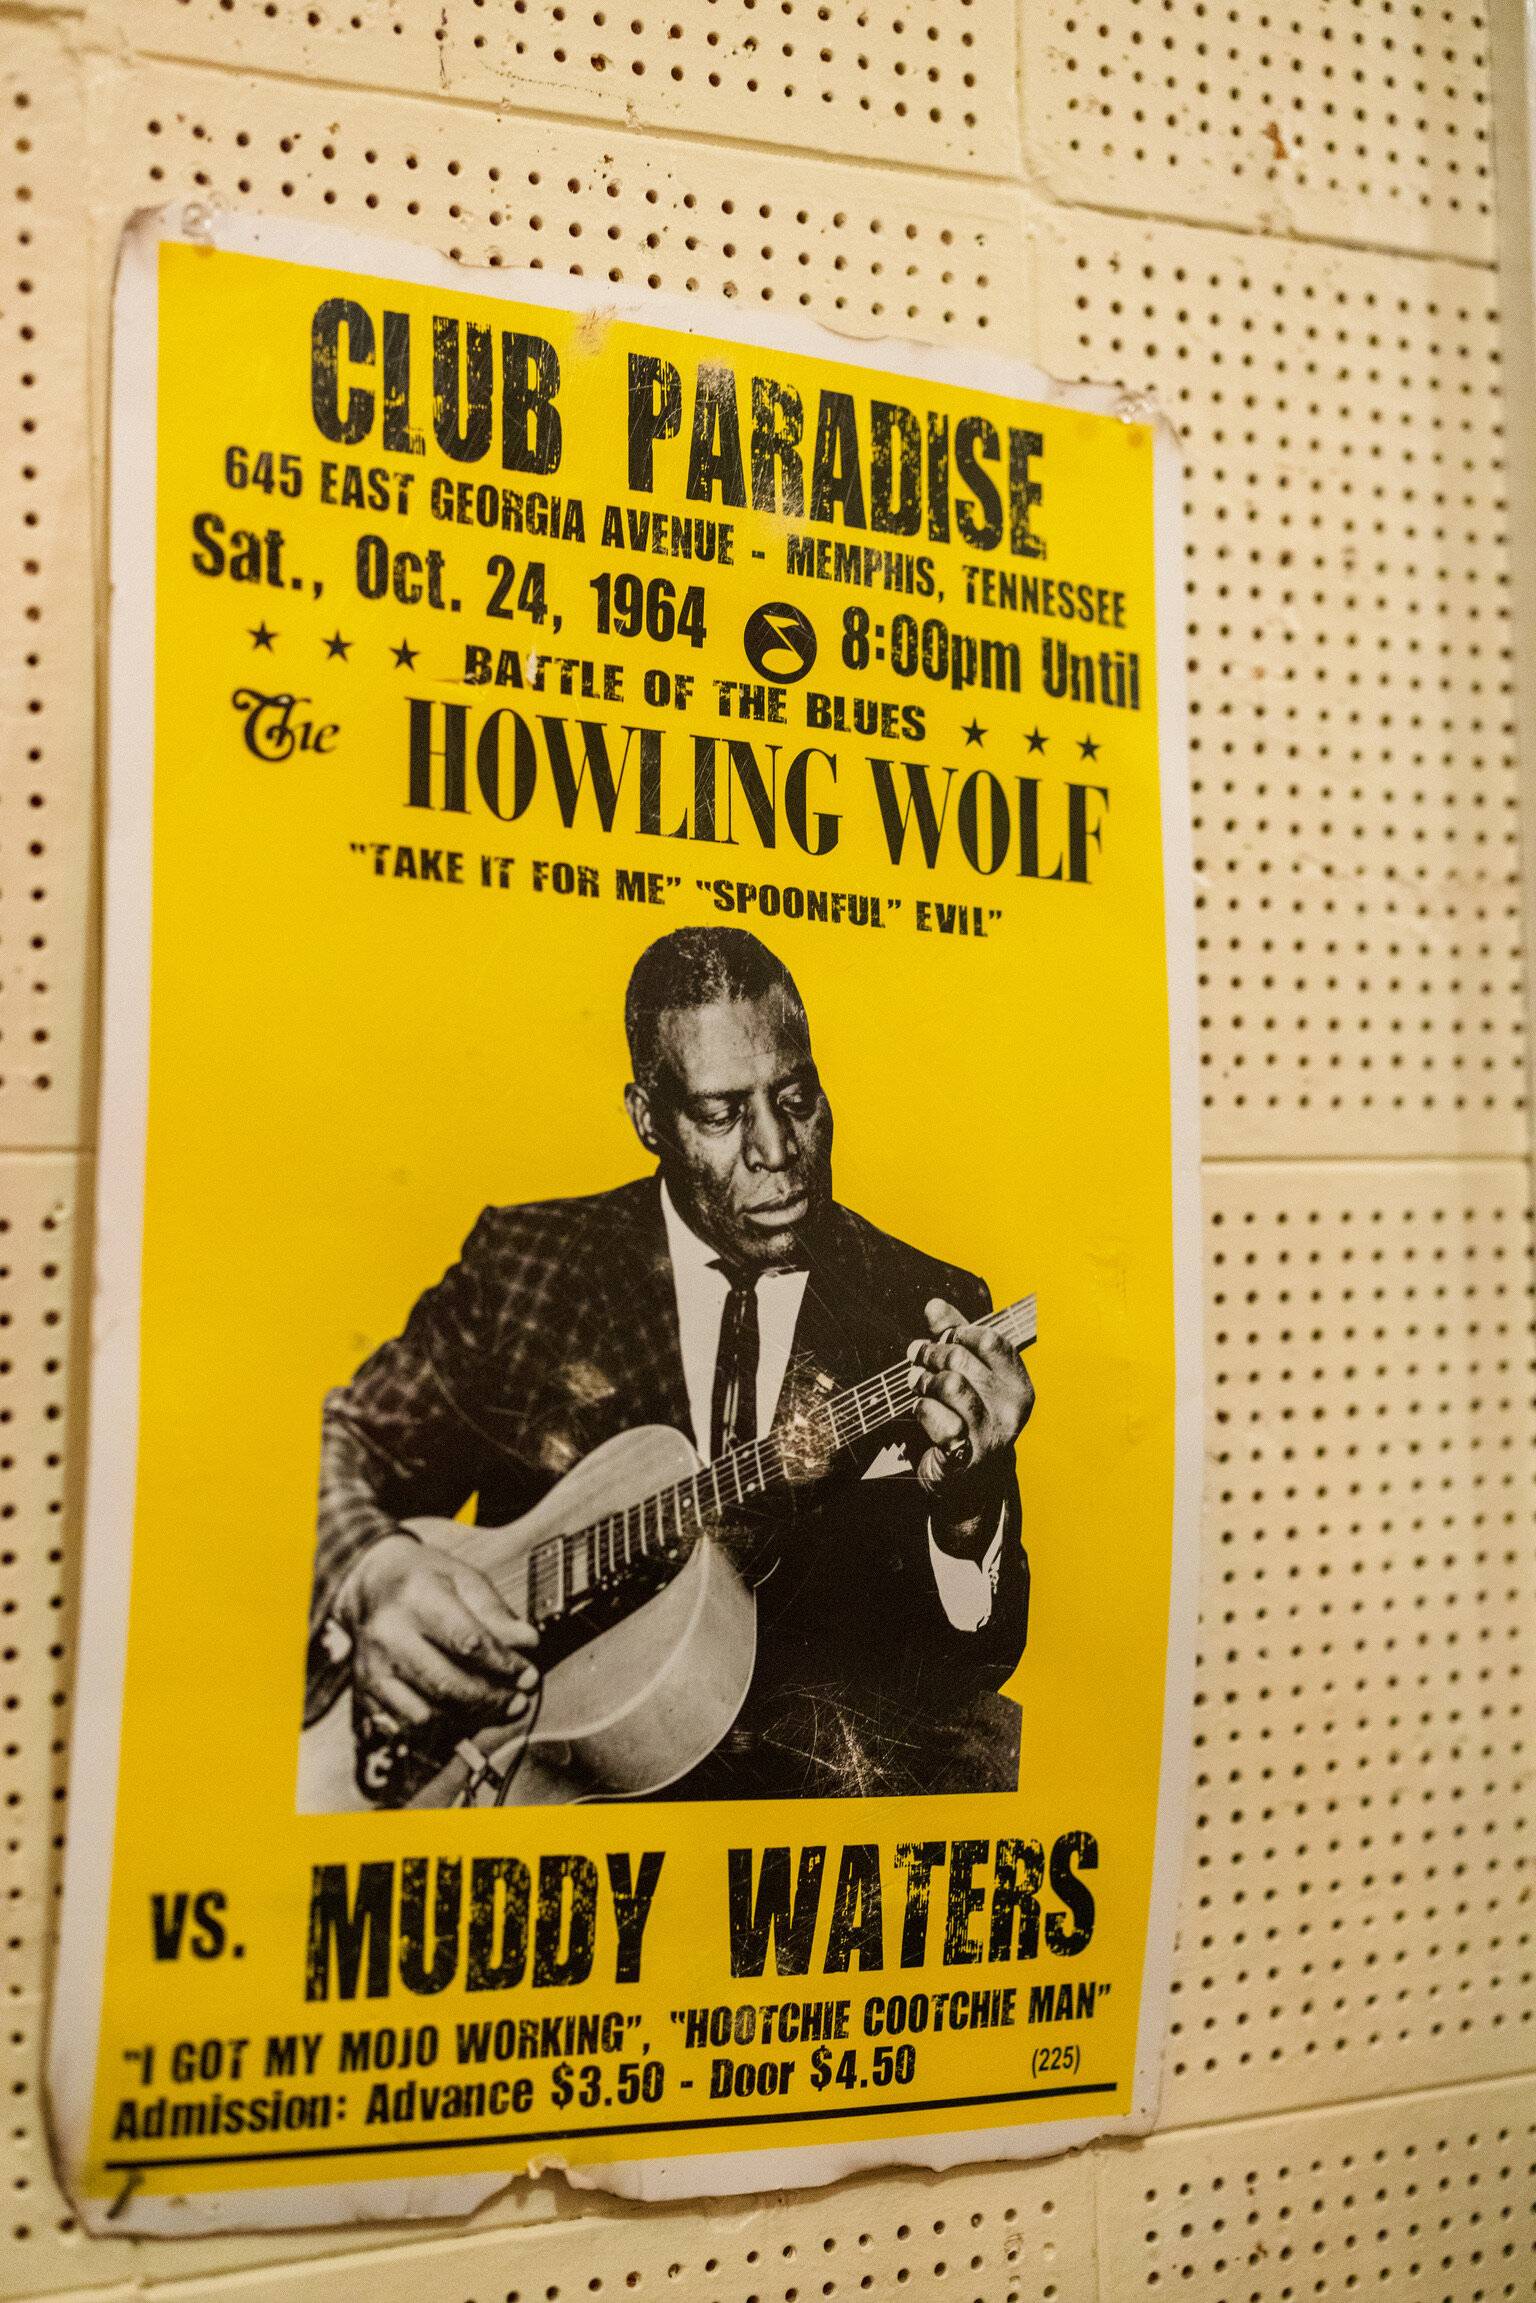 CLUB PARADISE
645 EAST GEORGIA AVENUE - MEMPHIS, TENNESSEE
Sat., Oct. 24, 1964 8:00pm Until
BATTLE OF THE BLUES
The HOWLING WOLF
"TAKE IT FOR ME" "SPOONFUL" EVIL"
VS. MUDDY WATERS
"I GOT MY MOJO WORKING", "HOOTCHIE COOTCHIE MAN"
Admission: Advance $3.50 - Door $4.50 (225)